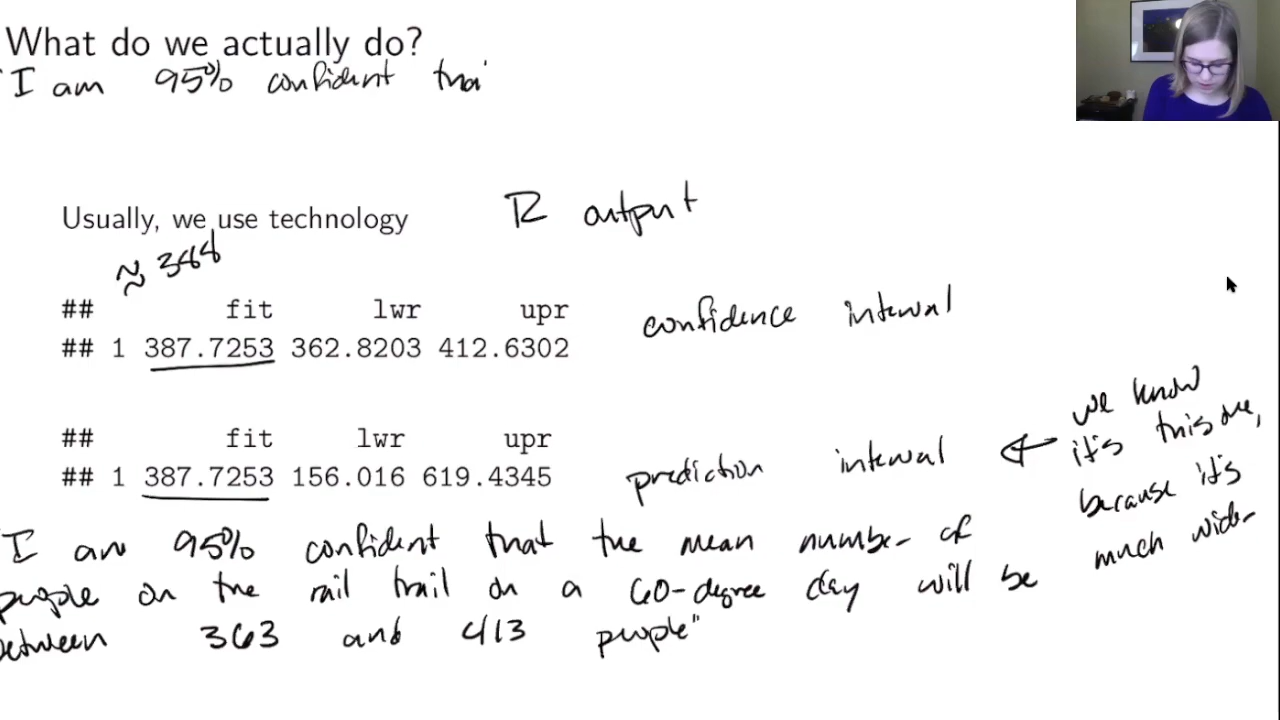 What do we actually do?
"I am 95% confident tha
Usually, we use technology R output
≈ 388
## fit lwr upr confidence interval
## 1 387.7253 362.8203 412.6302
we know
it's this one,
because it's
much wider
## fit lwr upr
## 1 387.7253 156.016 619.4345 prediction interval
I am 95% confident that the mean number of
people on the rail trail on a 60-degree day will be
between 363 and 413 people"